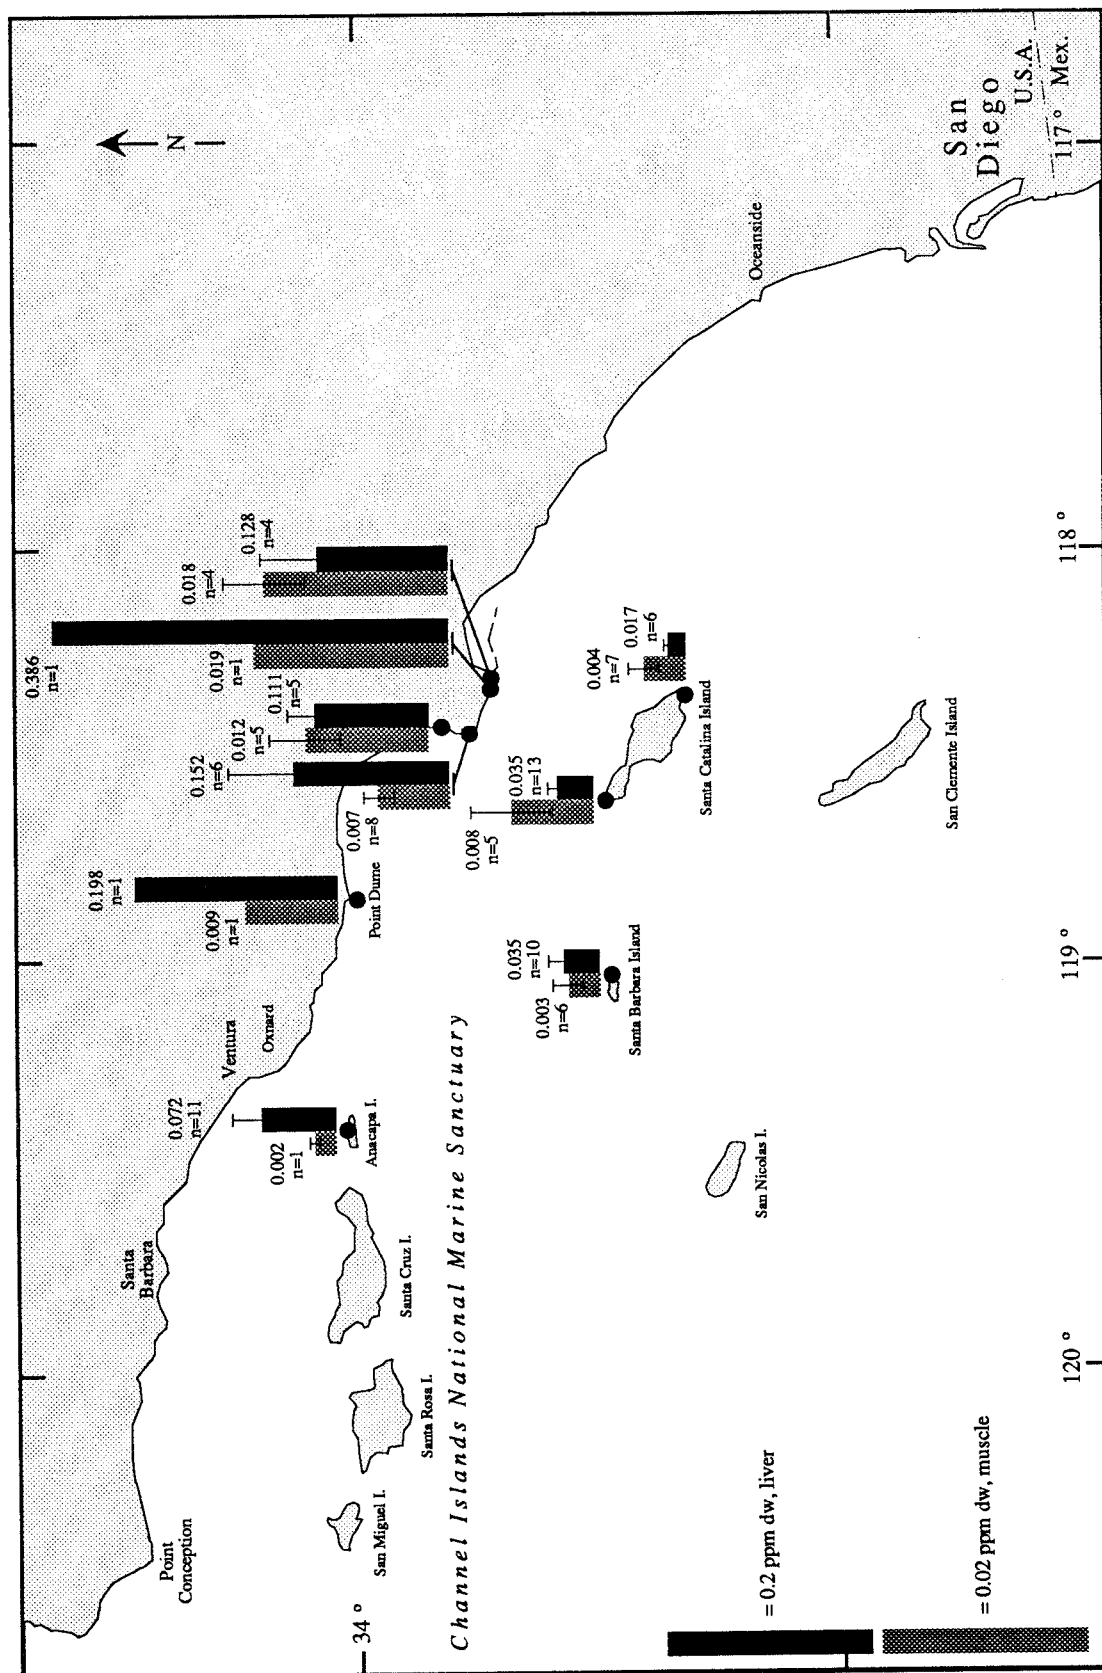 N
Point
Conception
Santa
Barbara
Ventura
Oxnard
Point Dume
Oceanside
San
Diego
U.S.A.
Mex.
San Miguel I.
Santa Rosa I.
Santa Cruz I.
Anacapa I.
Channel Islands National Marine Sanctuary
Santa Barbara Island
Santa Catalina Island
San Nicolas I.
San Clemente Island
0.002
n=1
0.072
n=11
0.009
n=1
0.198
n=1
0.007
n=8
0.152
n=6
0.012
n=5
0.111
n=5
0.019
n=1
0.386
n=1
0.018
n=4
0.128
n=4
0.003
n=6
0.035
n=10
0.008
n=5
0.035
n=13
0.004
n=7
0.017
n=6
34 °
120 °
119 °
118 °
117 °
= 0.2 ppm dw, liver
= 0.02 ppm dw, muscle